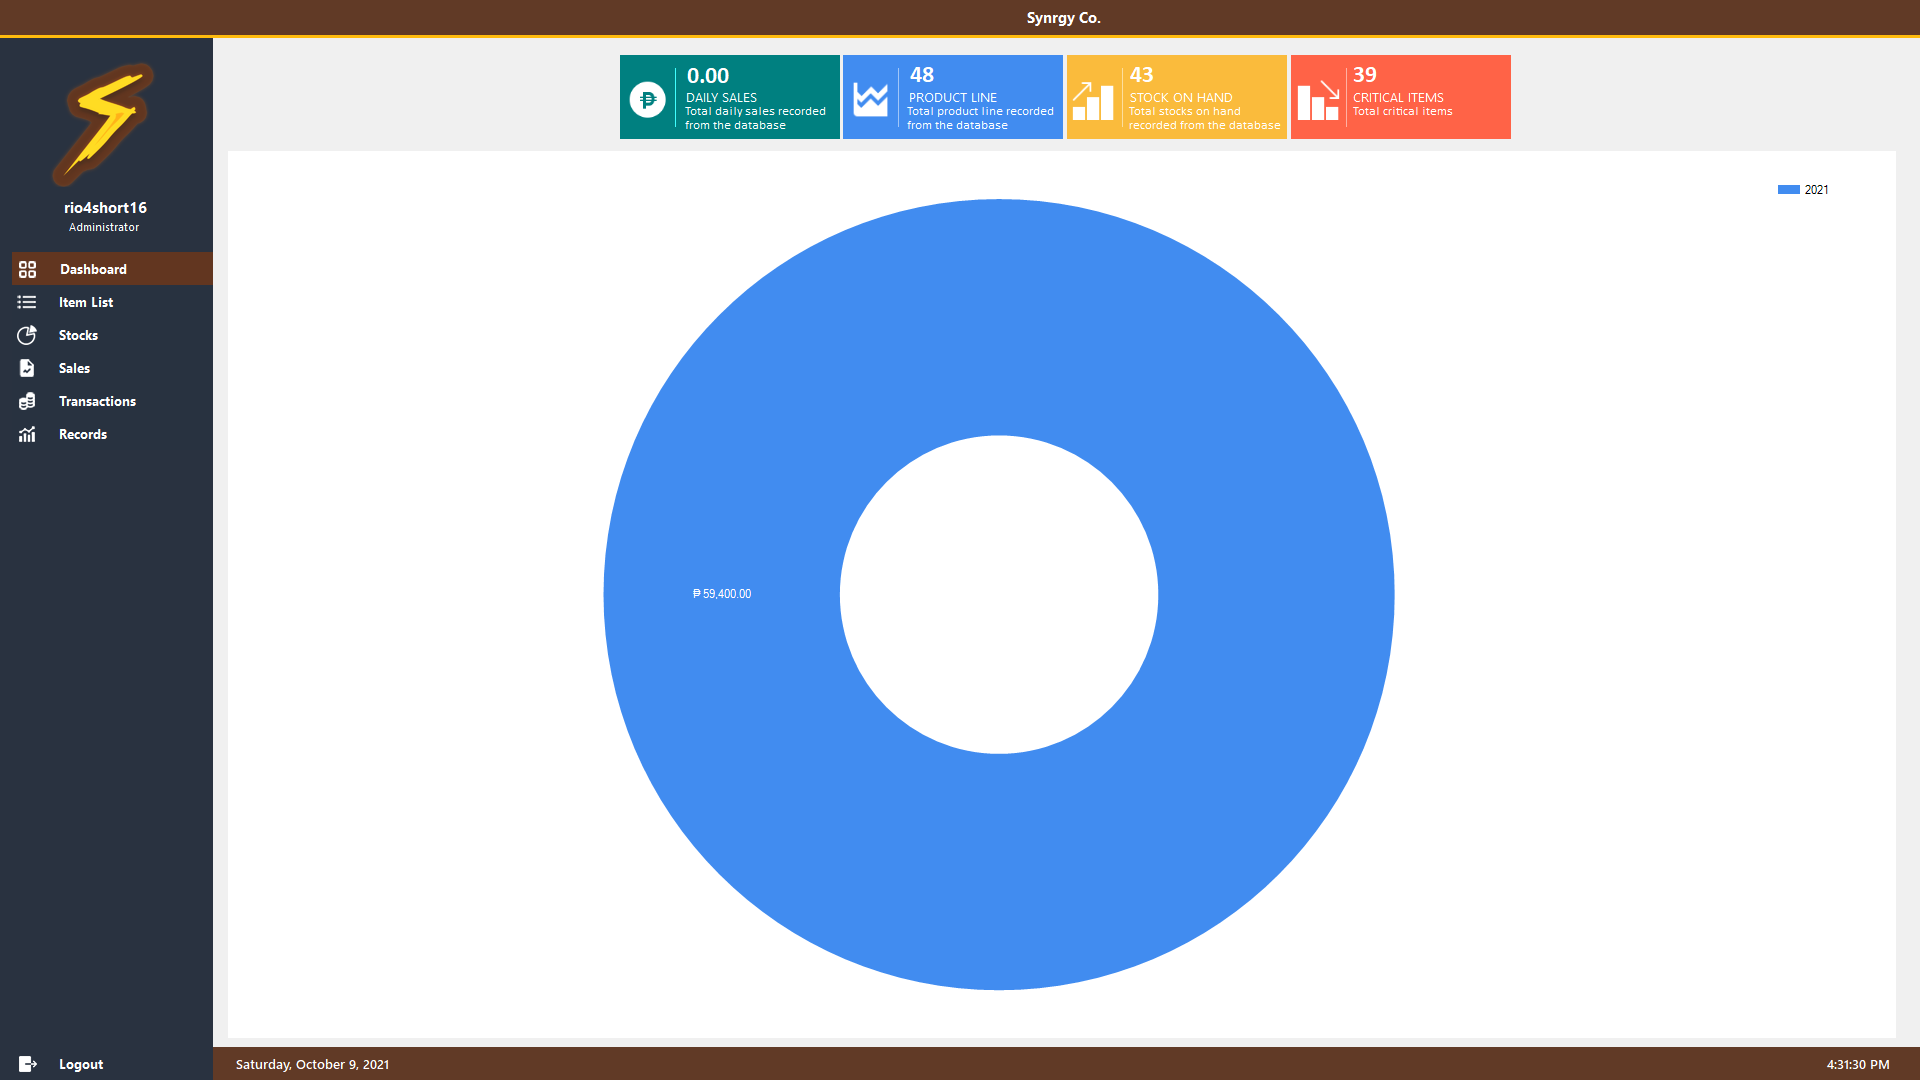 Synrgy Co.
rio4short16
Administrator
Dashboard
Item List
Stocks
Sales
Transactions
Records
Logout
0.00
DAILY SALES
Total daily sales recorded
from the database
48
PRODUCT LINE
Total product line recorded
from the database
43
STOCK ON HAND
Total stocks on hand
recorded from the database
39
CRITICAL ITEMS
Total critical items
2021
₱ 59,400.00
Saturday, October 9, 2021
4:31:30 PM